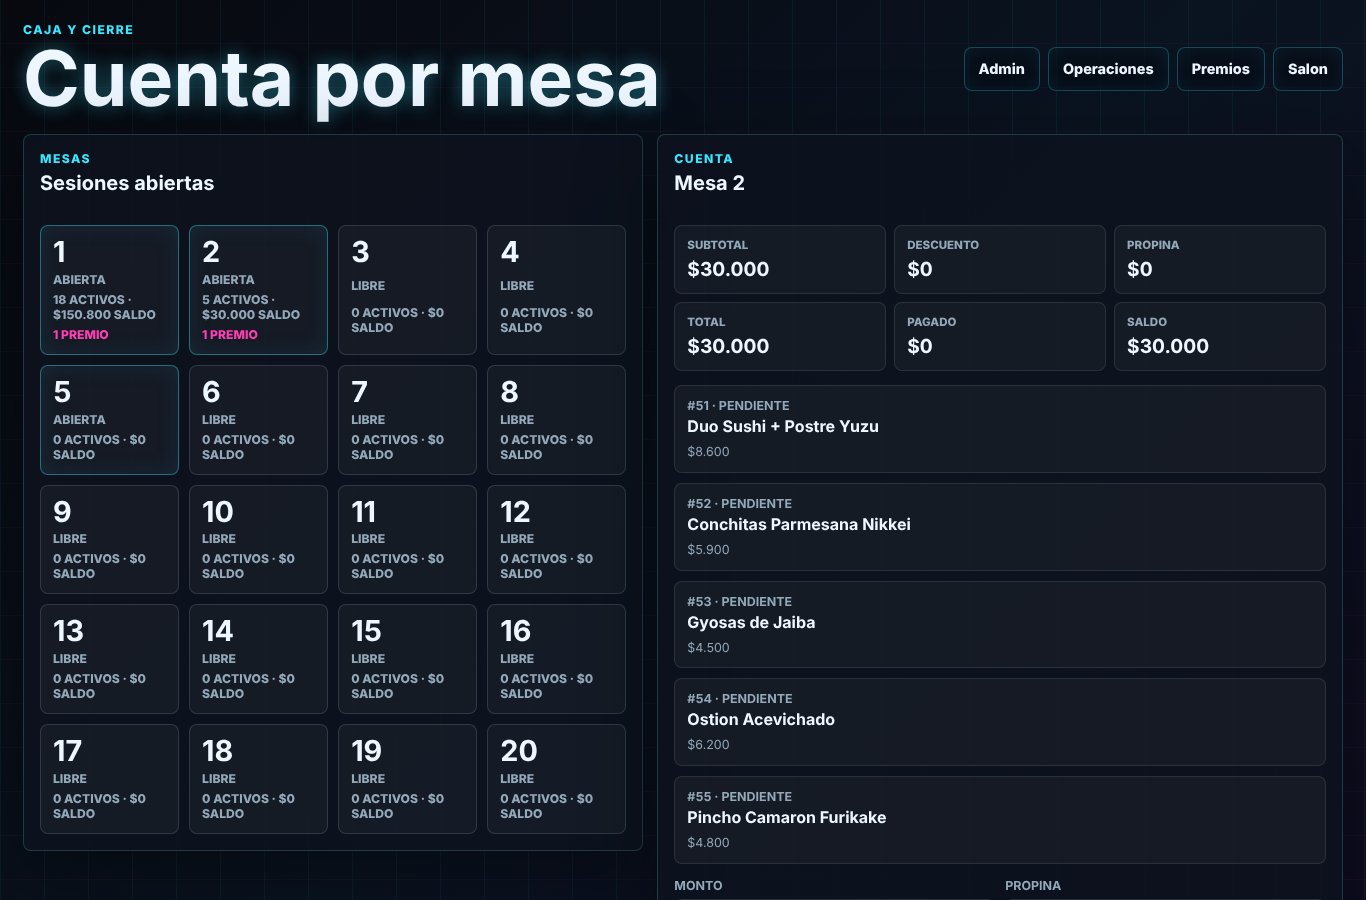 CAJA Y CIERRE
Cuenta por mesa
Admin
Operaciones
Premios
Salon
MESAS
Sesiones abiertas
1
ABIERTA
18 ACTIVOS ·
$150.800 SALDO
1 PREMIO
2
ABIERTA
5 ACTIVOS ·
$30.000 SALDO
1 PREMIO
3
LIBRE
0 ACTIVOS · $0
SALDO
4
LIBRE
0 ACTIVOS · $0
SALDO
5
ABIERTA
0 ACTIVOS · $0
SALDO
6
LIBRE
0 ACTIVOS · $0
SALDO
7
LIBRE
0 ACTIVOS · $0
SALDO
8
LIBRE
0 ACTIVOS · $0
SALDO
9
LIBRE
0 ACTIVOS · $0
SALDO
10
LIBRE
0 ACTIVOS · $0
SALDO
11
LIBRE
0 ACTIVOS · $0
SALDO
12
LIBRE
0 ACTIVOS · $0
SALDO
13
LIBRE
0 ACTIVOS · $0
SALDO
14
LIBRE
0 ACTIVOS · $0
SALDO
15
LIBRE
0 ACTIVOS · $0
SALDO
16
LIBRE
0 ACTIVOS · $0
SALDO
17
LIBRE
0 ACTIVOS · $0
SALDO
18
LIBRE
0 ACTIVOS · $0
SALDO
19
LIBRE
0 ACTIVOS · $0
SALDO
20
LIBRE
0 ACTIVOS · $0
SALDO
CUENTA
Mesa 2
SUBTOTAL
$30.000
DESCUENTO
$0
PROPINA
$0
TOTAL
$30.000
PAGADO
$0
SALDO
$30.000
#51 · PENDIENTE
Duo Sushi + Postre Yuzu
$8.600
#52 · PENDIENTE
Conchitas Parmesana Nikkei
$5.900
#53 · PENDIENTE
Gyosas de Jaiba
$4.500
#54 · PENDIENTE
Ostion Acevichado
$6.200
#55 · PENDIENTE
Pincho Camaron Furikake
$4.800
MONTO
PROPINA